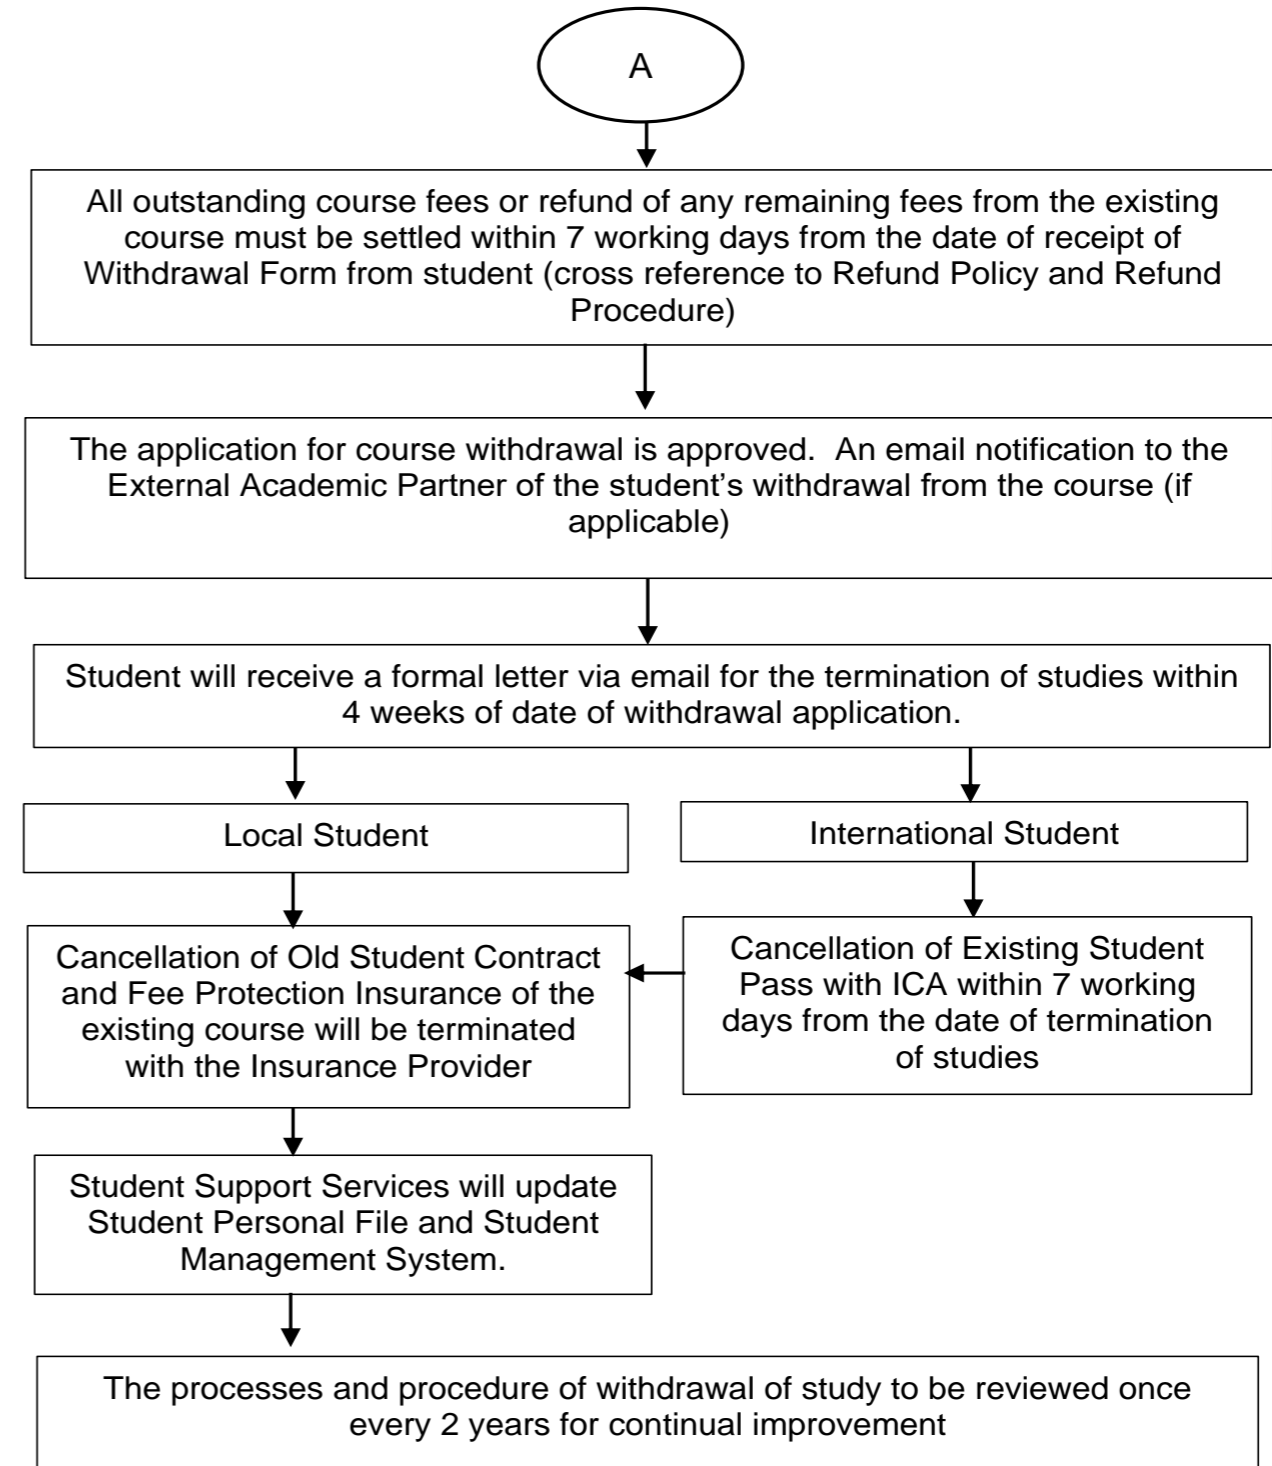 A
All outstanding course fees or refund of any remaining fees from the existing
course must be settled within 7 working days from the date of receipt of
Withdrawal Form from student (cross reference to Refund Policy and Refund
Procedure)
The application for course withdrawal is approved.  An email notification to the
External Academic Partner of the student’s withdrawal from the course (if
applicable)
Student will receive a formal letter via email for the termination of studies within
4 weeks of date of withdrawal application.
Local Student
International Student
Cancellation of Old Student Contract
and Fee Protection Insurance of the
existing course will be terminated
with the Insurance Provider
Cancellation of Existing Student
Pass with ICA within 7 working
days from the date of termination
of studies
Student Support Services will update
Student Personal File and Student
Management System.
The processes and procedure of withdrawal of study to be reviewed once
every 2 years for continual improvement